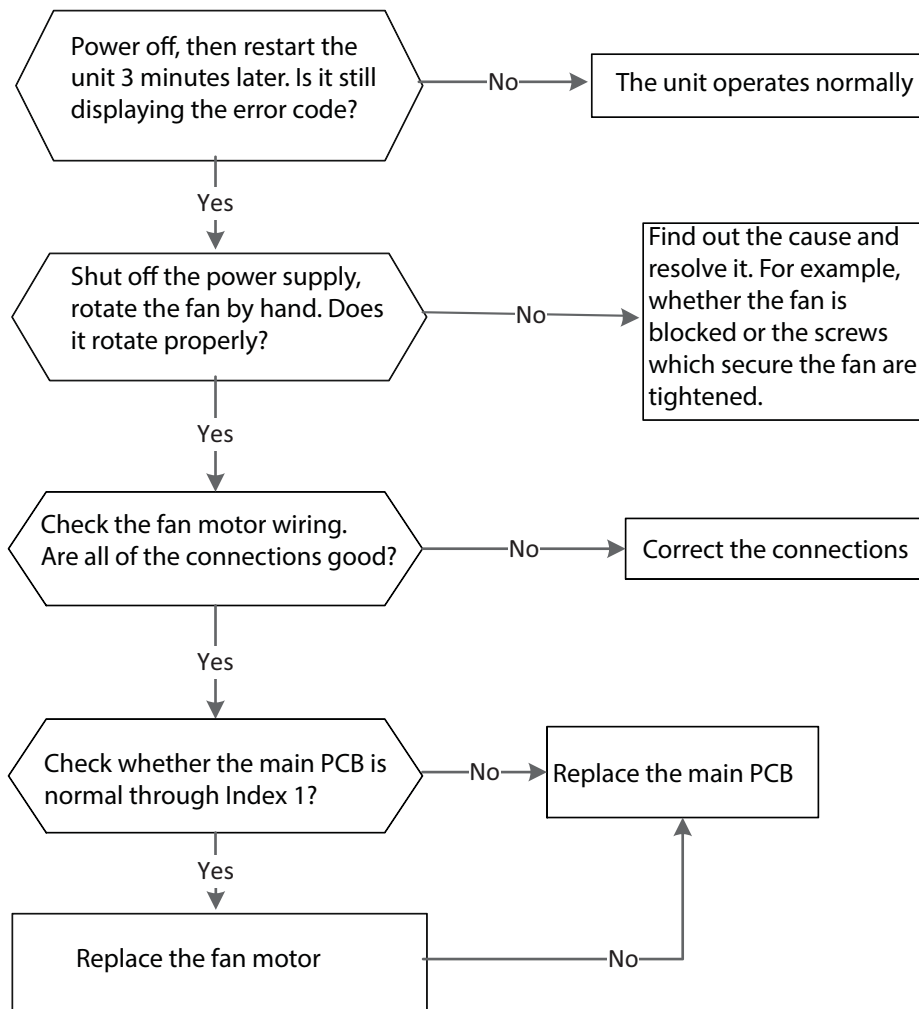 Power off, then restart the
unit 3 minutes later. Is it still
displaying the error code?
No
The unit operates normally
Yes
Shut off the power supply,
rotate the fan by hand. Does
it rotate properly?
No
Find out the cause and
resolve it. For example,
whether the fan is
blocked or the screws
which secure the fan are
tightened.
Yes
Check the fan motor wiring.
Are all of the connections good?
No
Correct the connections
Yes
Check whether the main PCB is
normal through Index 1?
No
Replace the main PCB
Yes
Replace the fan motor
No